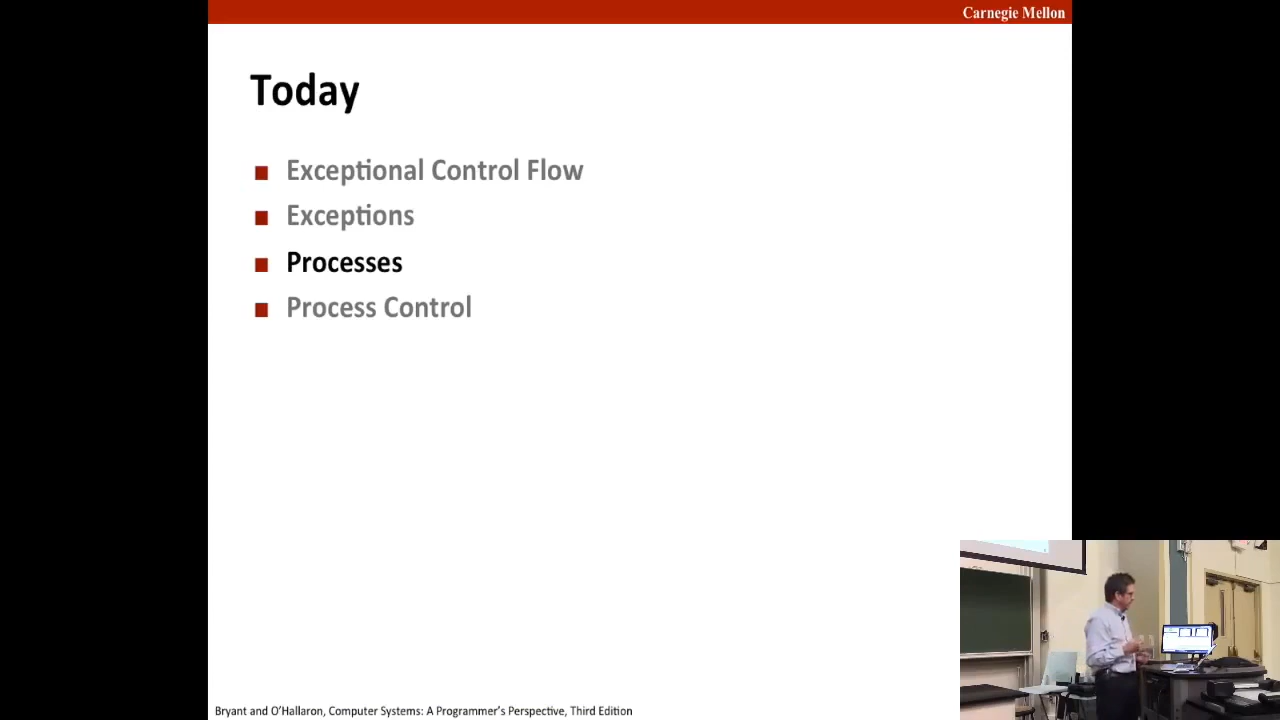 Carnegie Mellon
Today
Exceptional Control Flow
Exceptions
Processes
Process Control
Bryant and O'Hallaron, Computer Systems: A Programmer's Perspective, Third Edition